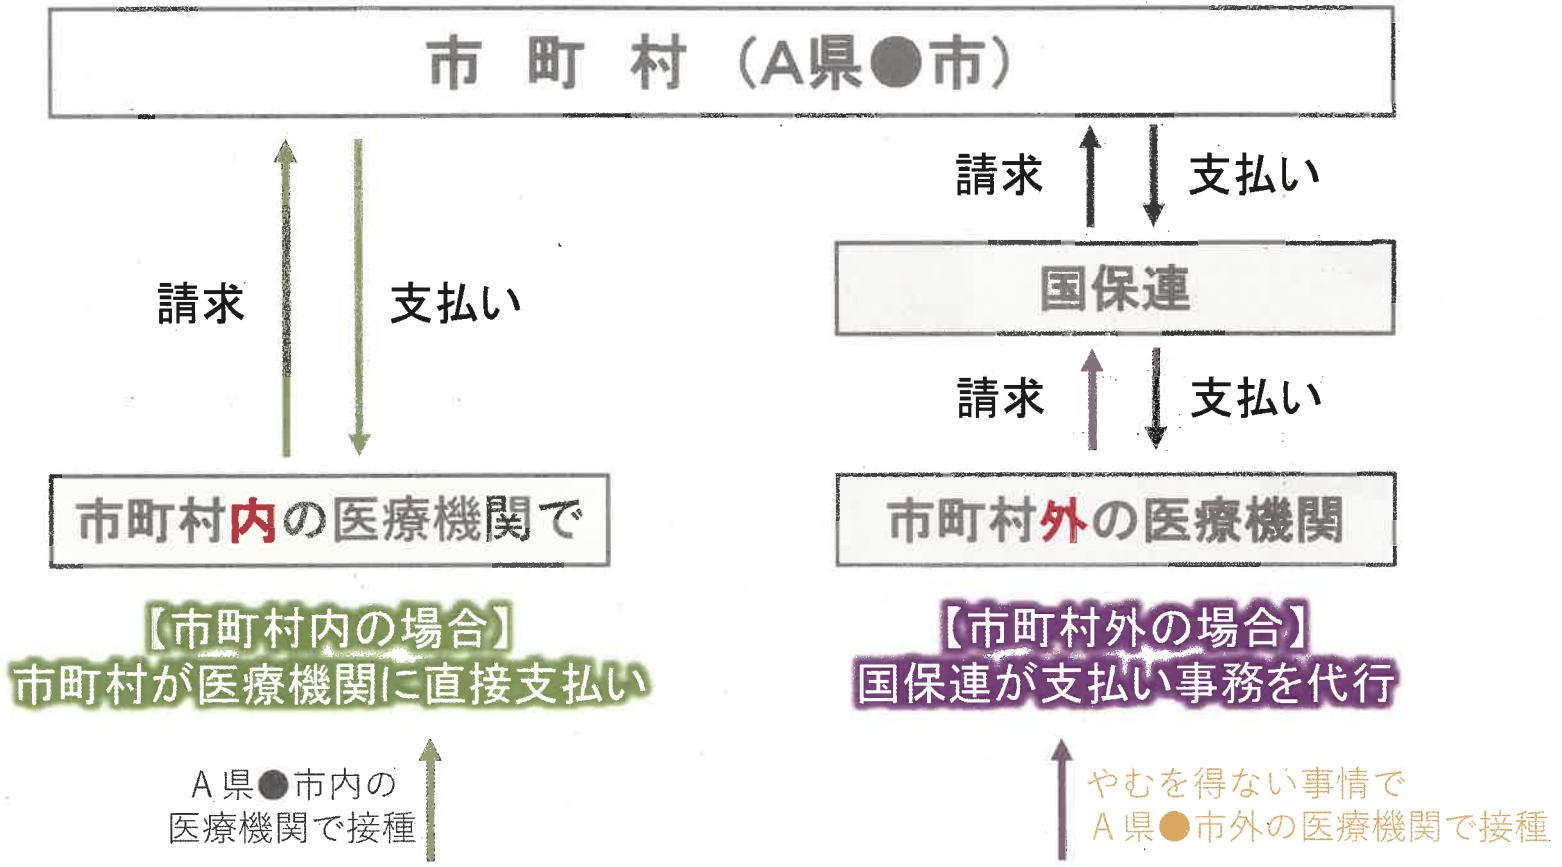 市 町 村（A県●市）
請求
支払い
請求
支払い
国保連
請求
支払い
市町村内の医療機関で
市町村外の医療機関
【市町村内の場合】
市町村が医療機関に直接支払い
【市町村外の場合】
国保連が支払い事務を代行
A県●市内の
医療機関で接種
やむを得ない事情で
A県●市外の医療機関で接種